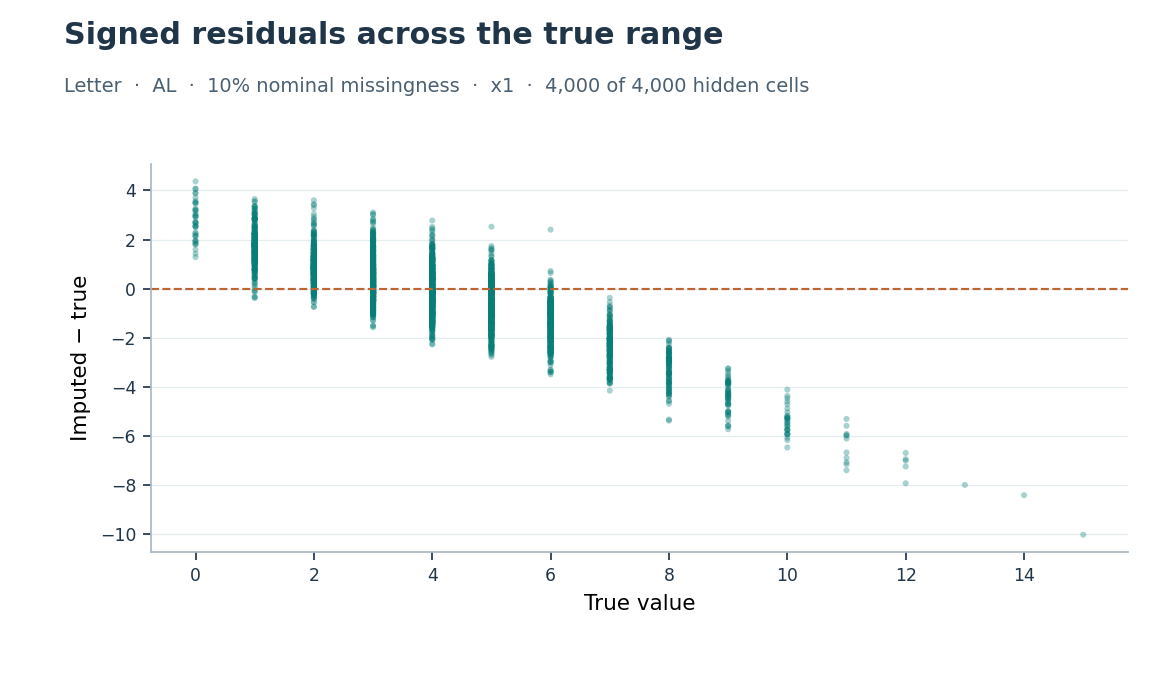 Signed residuals across the true range
Letter · AL · 10% nominal missingness · x1 · 4,000 of 4,000 hidden cells
Imputed − true
4
2
0
−2
−4
−6
−8
−10
0 2 4 6 8 10 12 14
True value